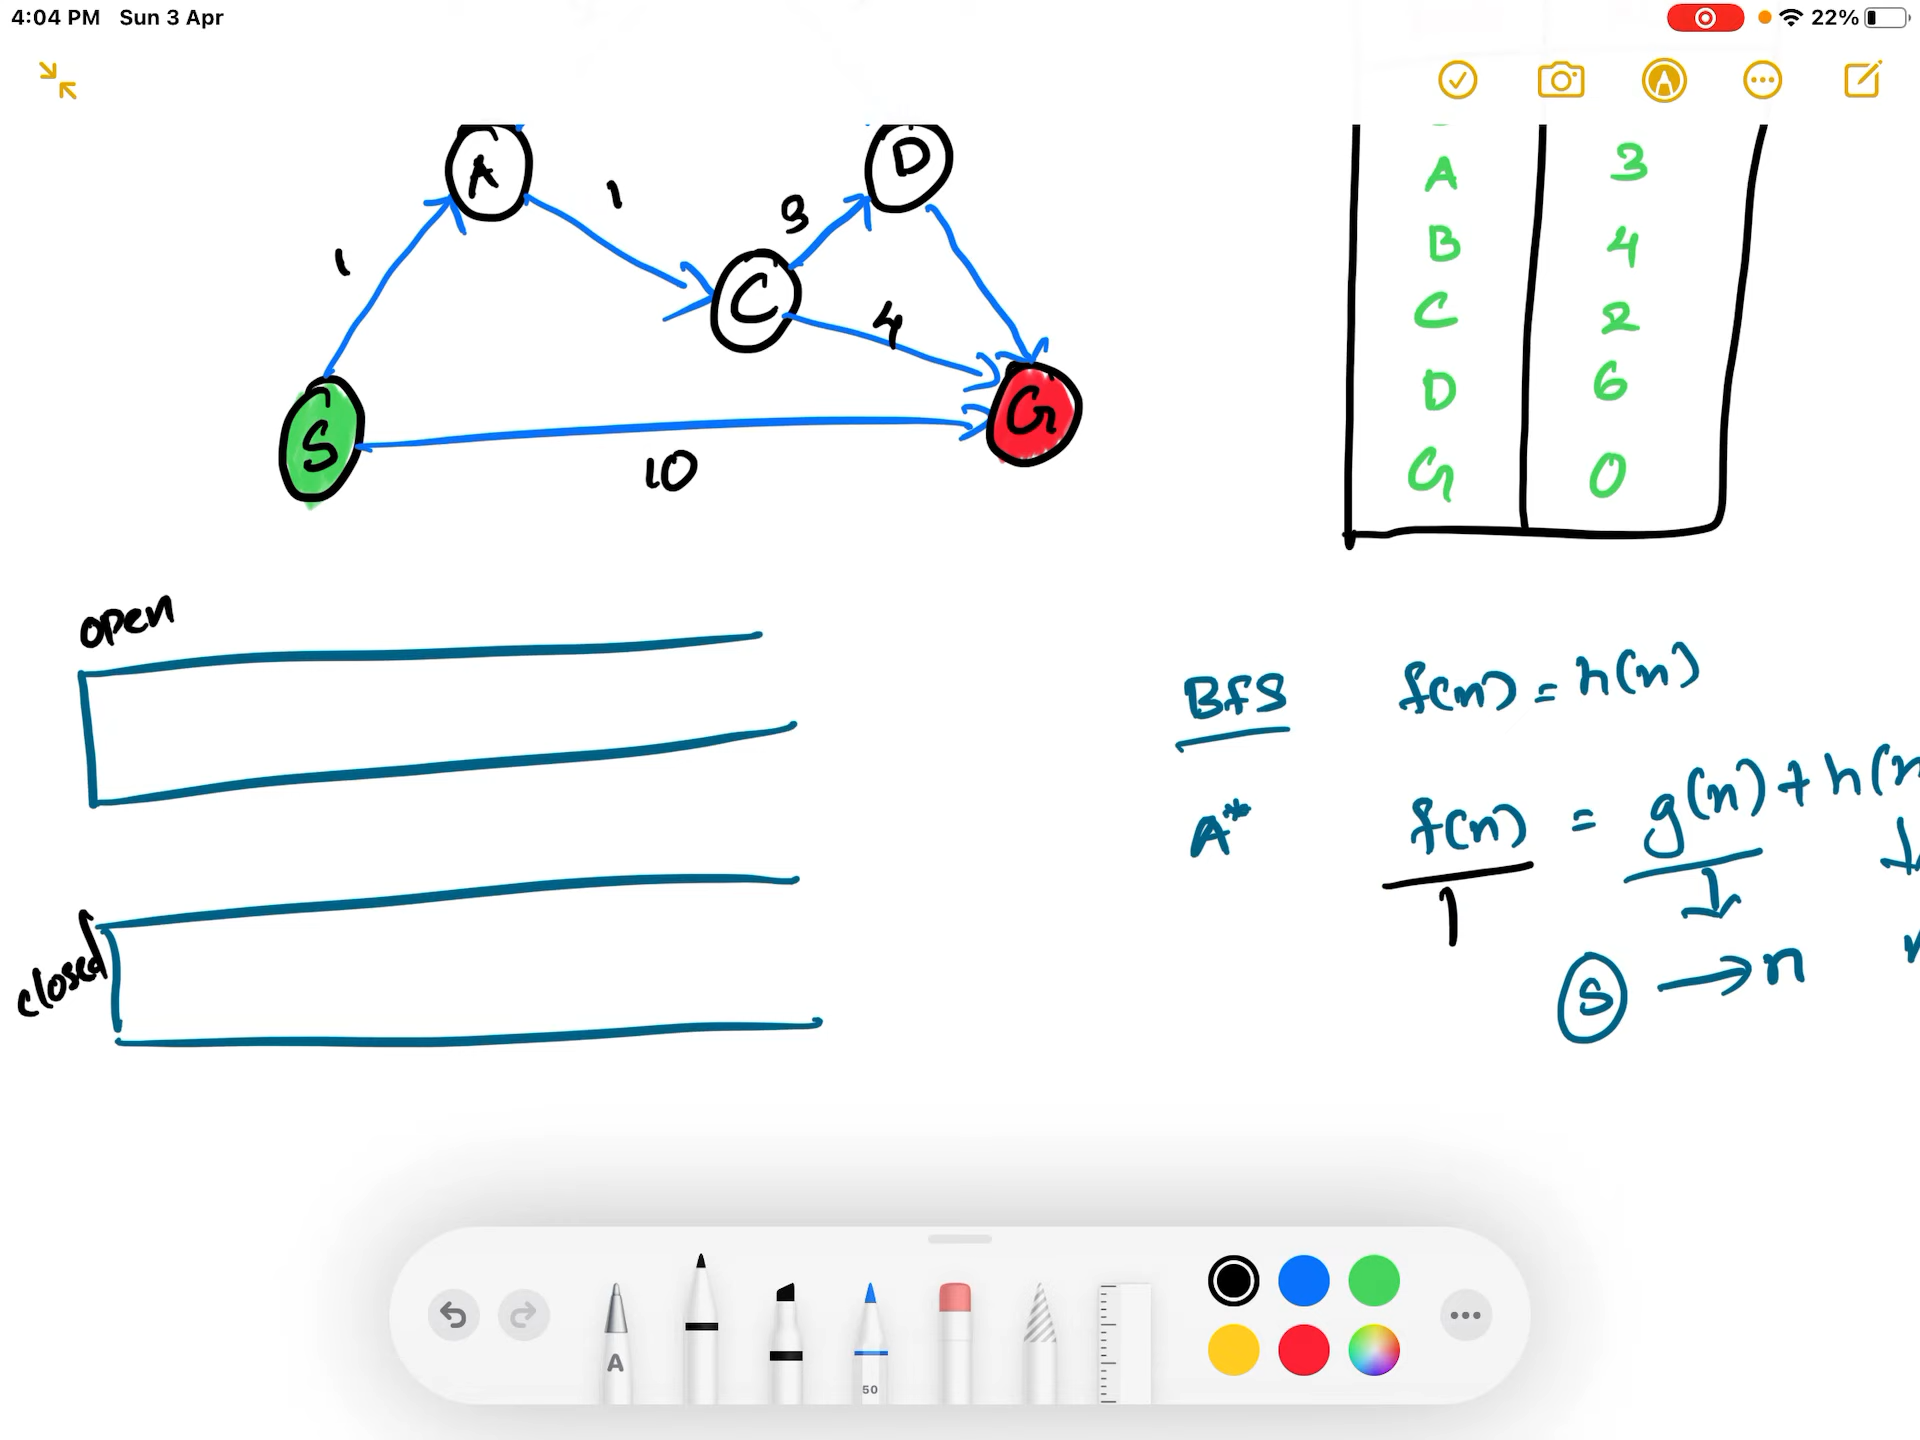 4:04 PM Sun 3 Apr
22%
A
D
1
1
3
C
4
S
G
10
A 3
B 4
C 2
D 6
G 0
open
closed
BFS f(n) = h(n)
A* f(n) = g(n) + h(n
S → n
A
50